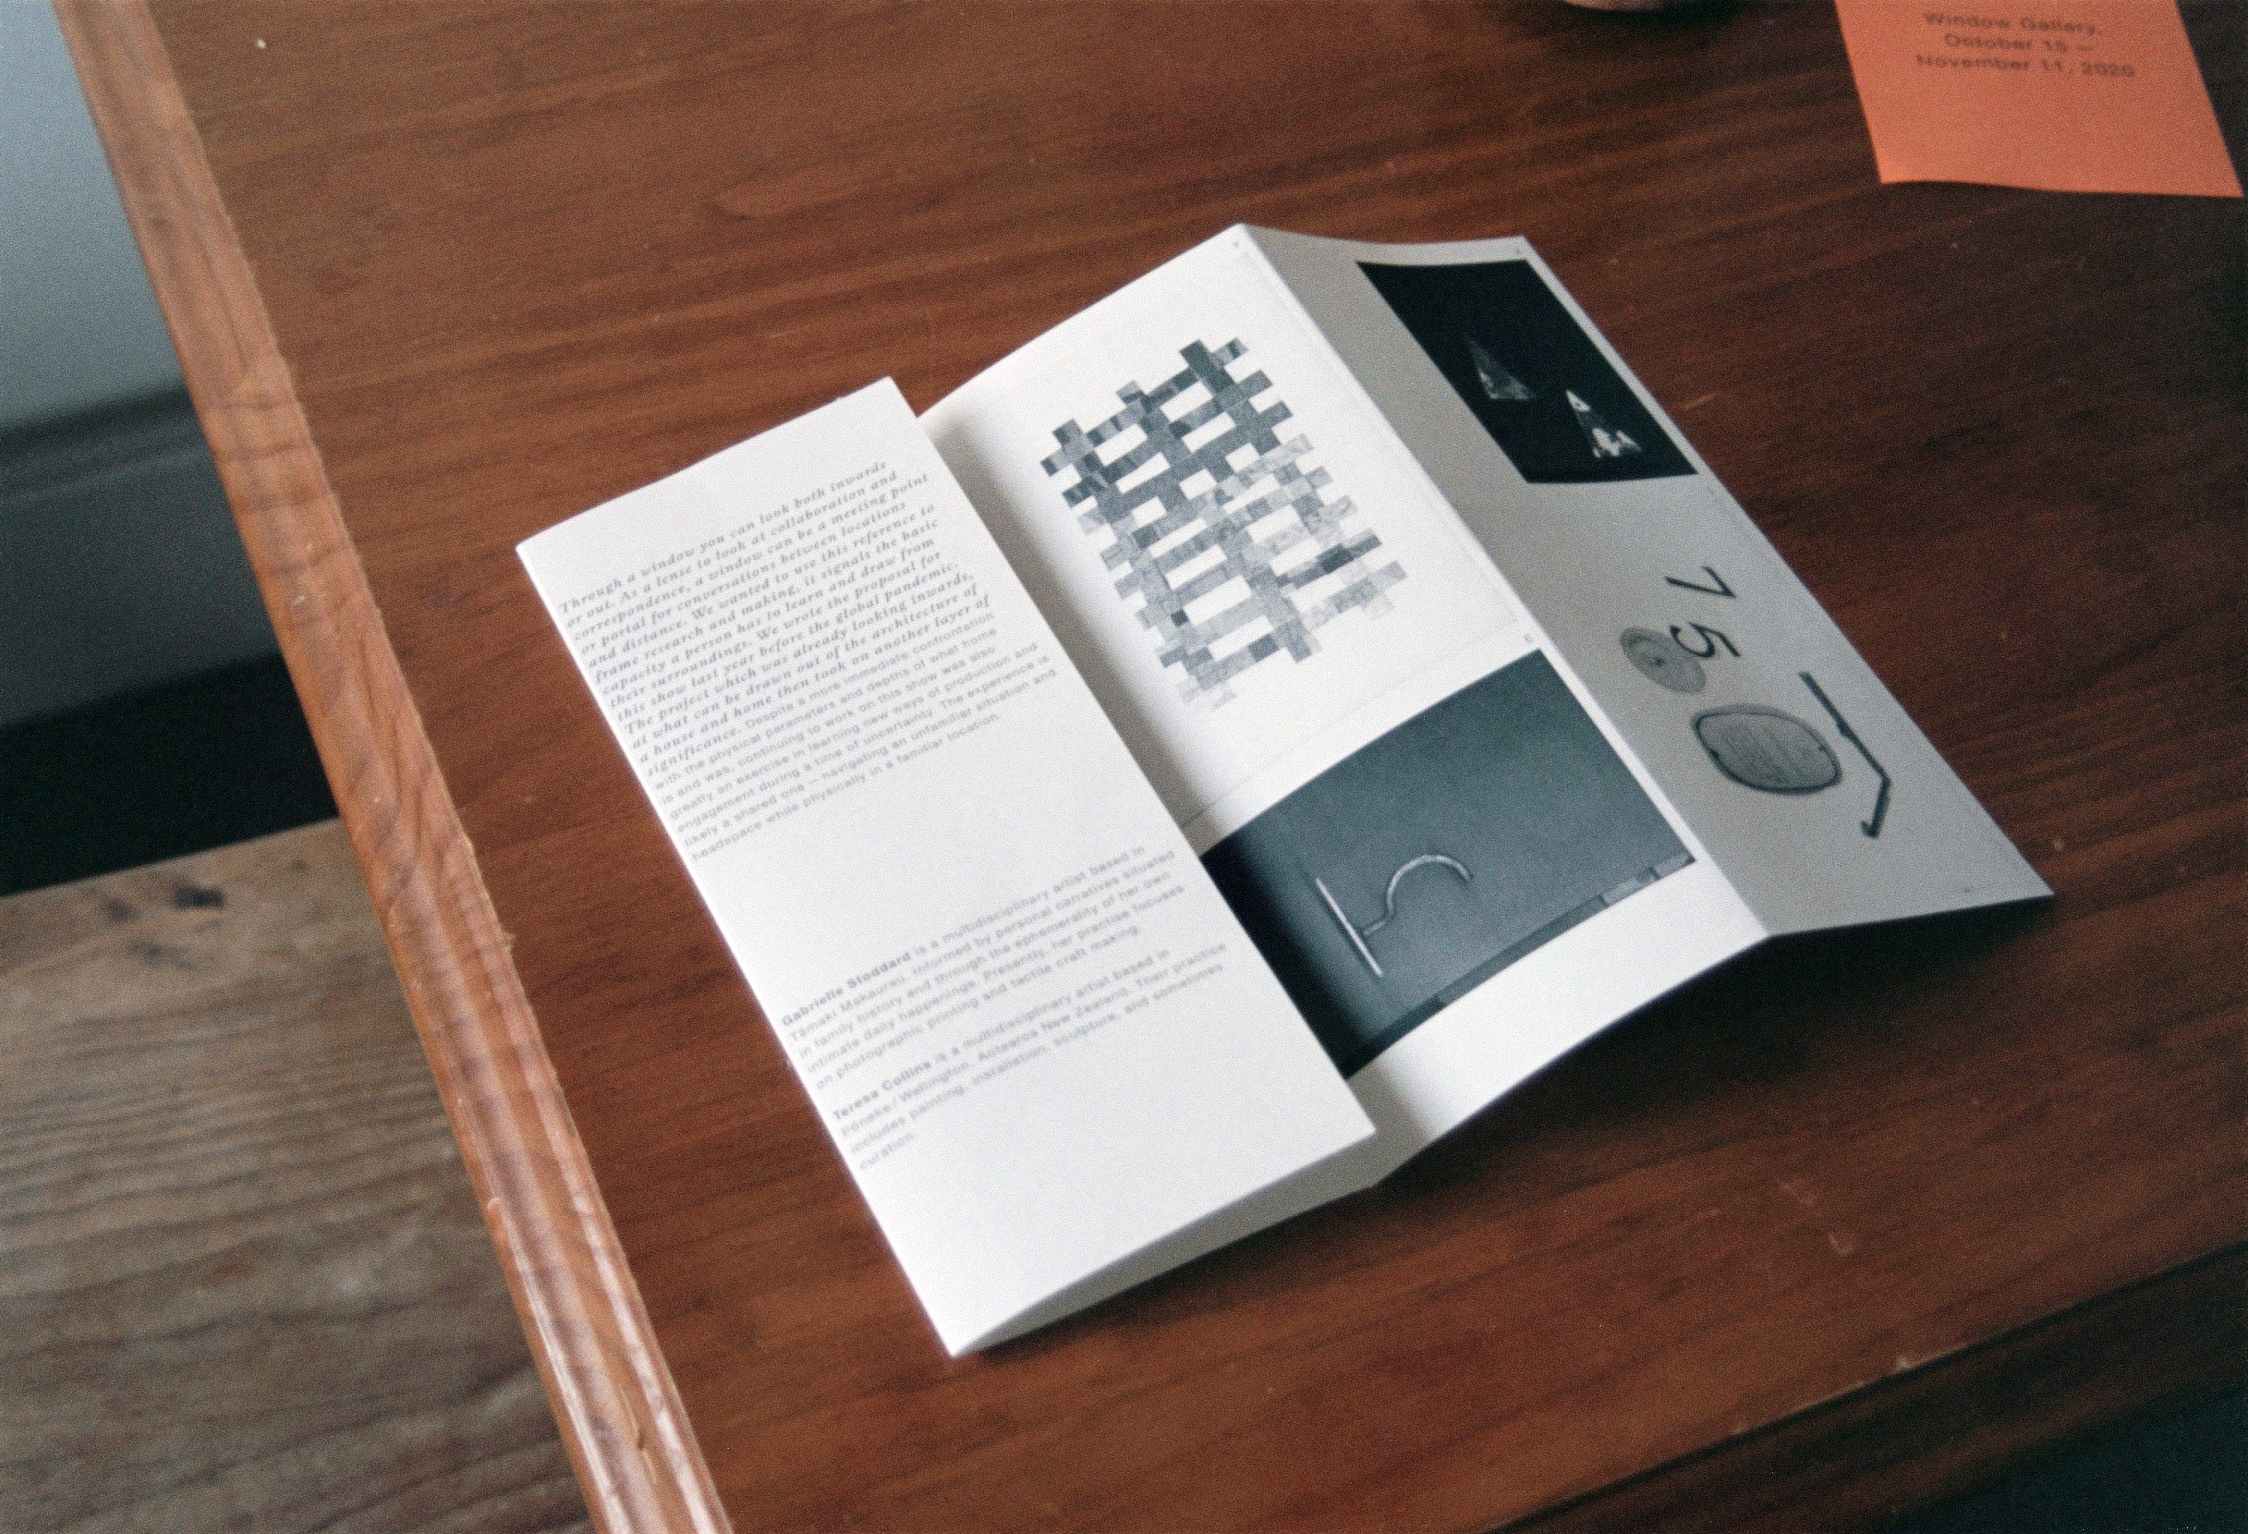 Through a window you can look both inwards
or out. As a lense to look at collaboration and
correspondence, a window can be a meeting point
or portal for conversations between locations
and distance. We wanted to use this reference to
frame research and making, it signals the basic
capacity a person has to learn and draw from
their surroundings. We wrote the proposal for
this show last year before the global pandemic.
The project which was already looking inwards,
at what can be drawn out of the architecture of
a house and home then took on another layer of
significance. Despite a more immediate confrontation
with the physical parameters and depths of what home
is and was, continuing to work on this show was also
greatly an exercise in learning new ways of production and
engagement during a time of uncertainty. The experience is
likely a shared one — navigating an unfamiliar situation and
headspace while physically in a familiar location.
Gabrielle Stoddard is a multidisciplinary artist based in
Tāmaki Makaurau. Informed by personal narratives situated
in family history and through the ephemerality of her own
intimate daily happenings. Presently, her practise focuses
on photographic printing and tactile craft making.
Teresa Collins is a multidisciplinary artist based in
Pōneke / Wellington, Aotearoa New Zealand. Their practice
includes painting, installation, sculpture, and sometimes
curation.
75
Window Gallery,
October 15 —
November 11, 2020